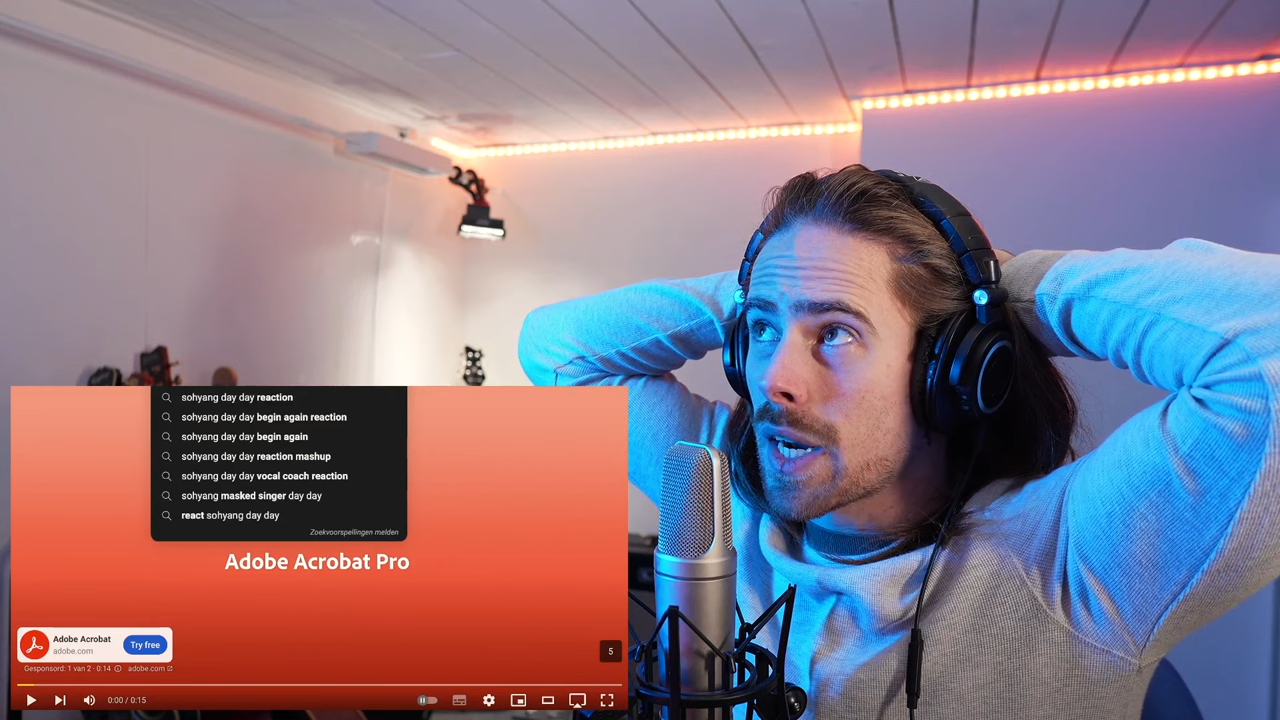 sohyang day day reaction
sohyang day day begin again reaction
sohyang day day begin again
sohyang day day reaction mashup
sohyang day day vocal coach reaction
sohyang masked singer day day
react sohyang day day
Zoekvoorspellingen melden
Adobe Acrobat Pro
Adobe Acrobat
adobe.com
Try free
5
Gesponsord: 1 van 2 · 0:14
adobe.com
0:00 / 0:15